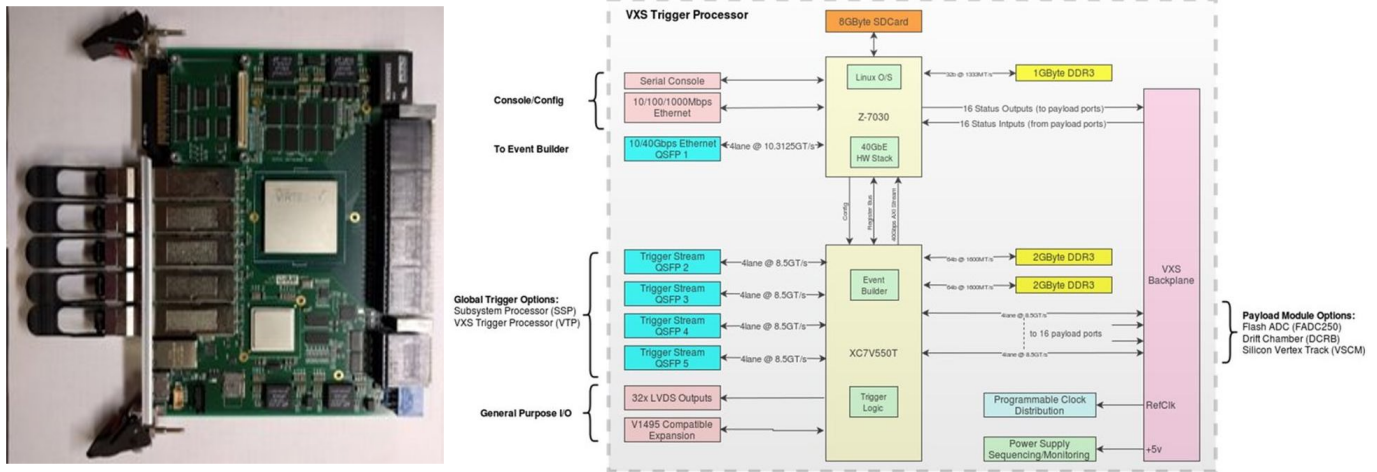 VXS Trigger Processor
8GByte SDCard
Console/Config
Serial Console
10/100/1000Mbps
Ethernet
Linux O/S
Z-7030
32b @ 1333MT/s
1GByte DDR3
16 Status Outputs (to payload ports)
16 Status Intputs (from payload ports)
To Event Builder
10/40Gbps Ethernet
QSFP 1
4lane @ 10.3125GT/s
40GbE
HW Stack
Config
Register Bus
40Gbps AXI Stream
Global Trigger Options:
Subsystem Processor (SSP)
VXS Trigger Processor (VTP)
Trigger Stream
QSFP 2
4lane @ 8.5GT/s
Trigger Stream
QSFP 3
4lane @ 8.5GT/s
Trigger Stream
QSFP 4
4lane @ 8.5GT/s
Trigger Stream
QSFP 5
4lane @ 8.5GT/s
Event
Builder
XC7V550T
Trigger
Logic
64b @ 1600MT/s
2GByte DDR3
64b @ 1600MT/s
2GByte DDR3
4lane @ 8.5GT/s
to 16 payload ports
4lane @ 8.5GT/s
VXS
Backplane
Payload Module Options:
Flash ADC (FADC250)
Drift Chamber (DCRB)
Silicon Vertex Track (VSCM)
General Purpose I/O
32x LVDS Outputs
V1495 Compatible
Expansion
Programmable Clock
Distribution
RefClk
Power Supply
Sequencing/Monitoring
+5v